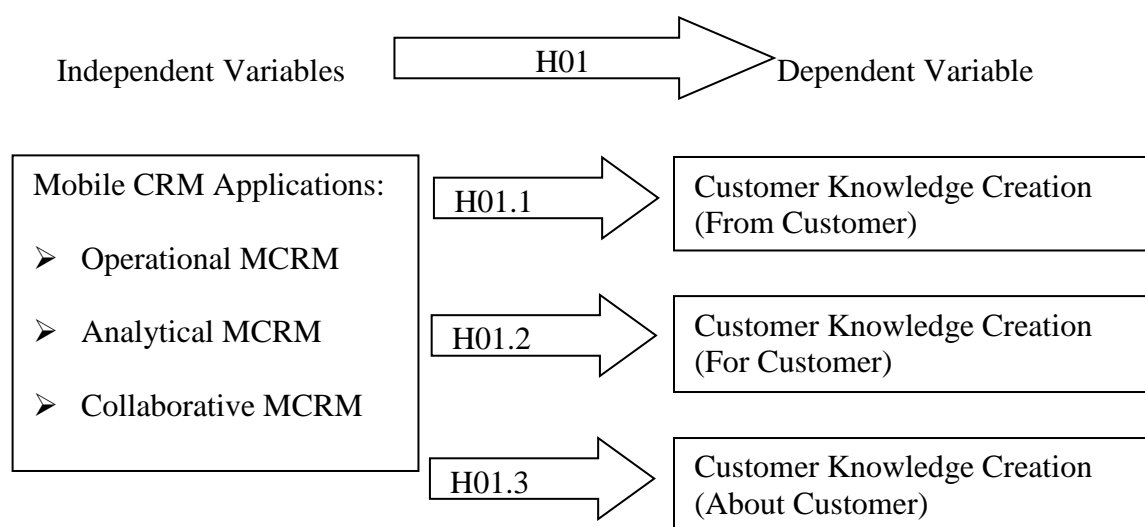 Independent Variables
H01
Dependent Variable
Mobile CRM Applications:
➢ Operational MCRM
➢ Analytical MCRM
➢ Collaborative MCRM
H01.1
Customer Knowledge Creation
(From Customer)
H01.2
Customer Knowledge Creation
(For Customer)
H01.3
Customer Knowledge Creation
(About Customer)